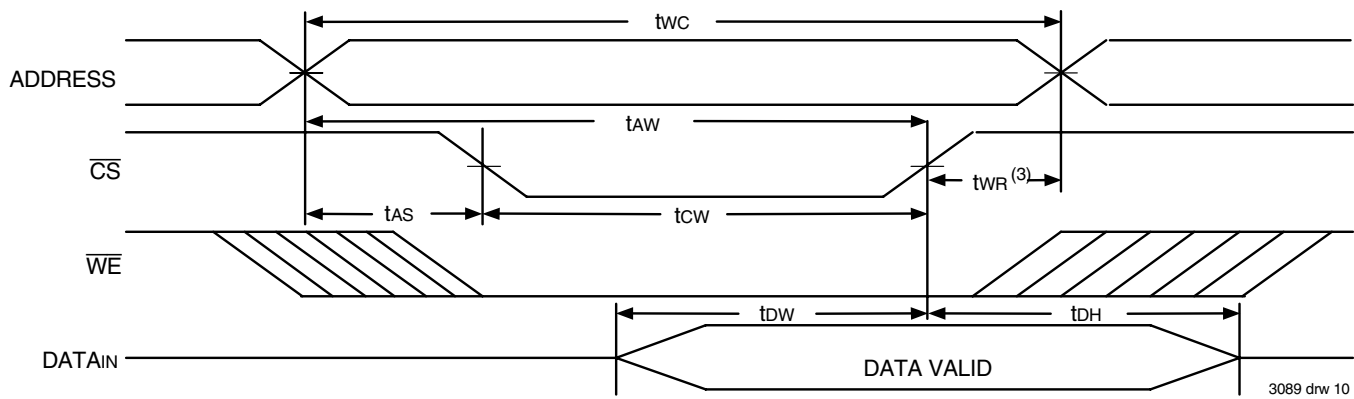 tWC
ADDRESS
tAW
CS
tWR (3)
tAS
tCW
WE
tDW
tDH
DATAIN
DATA VALID
3089 drw 10